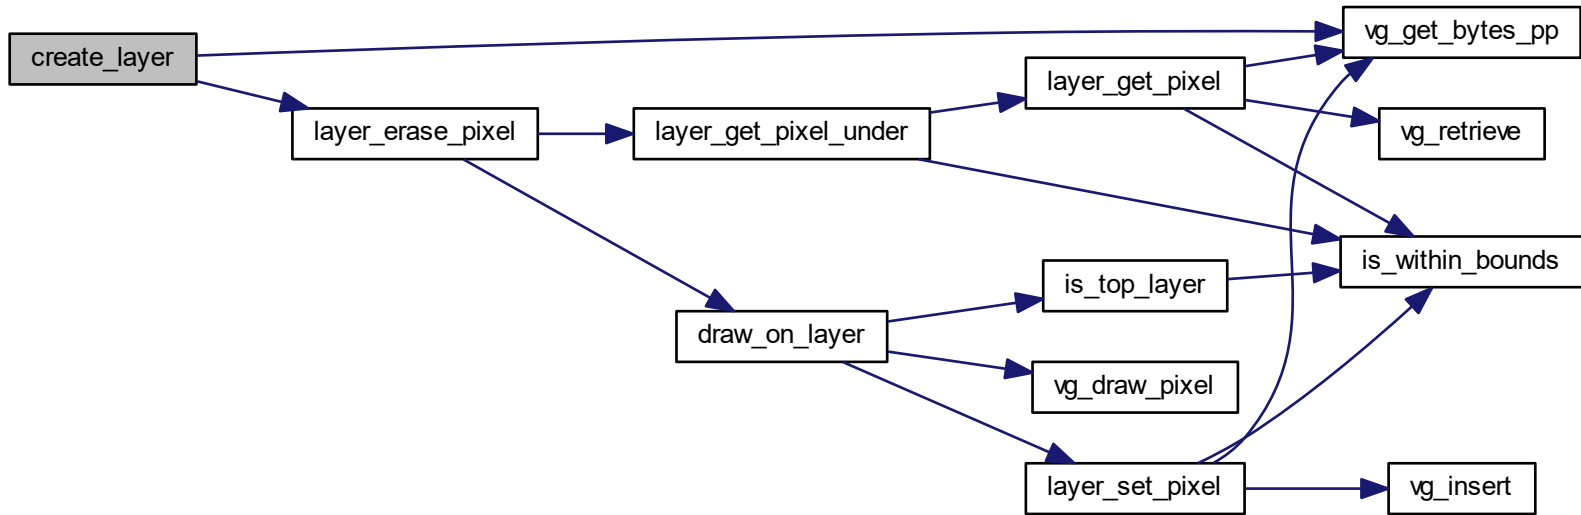 create_layer
vg_get_bytes_pp
layer_get_pixel
layer_erase_pixel
layer_get_pixel_under
vg_retrieve
is_within_bounds
is_top_layer
draw_on_layer
vg_draw_pixel
layer_set_pixel
vg_insert